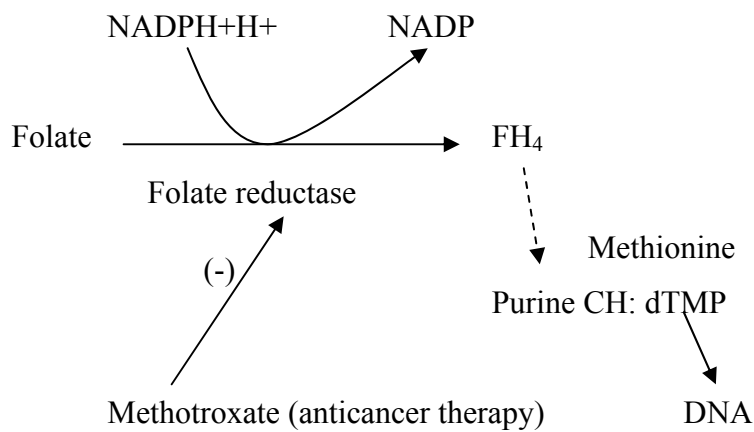 NADPH+H+ NADP
Folate FH₄
Folate reductase
(-)
Methionine
Purine CH: dTMP
Methotroxate (anticancer therapy) DNA